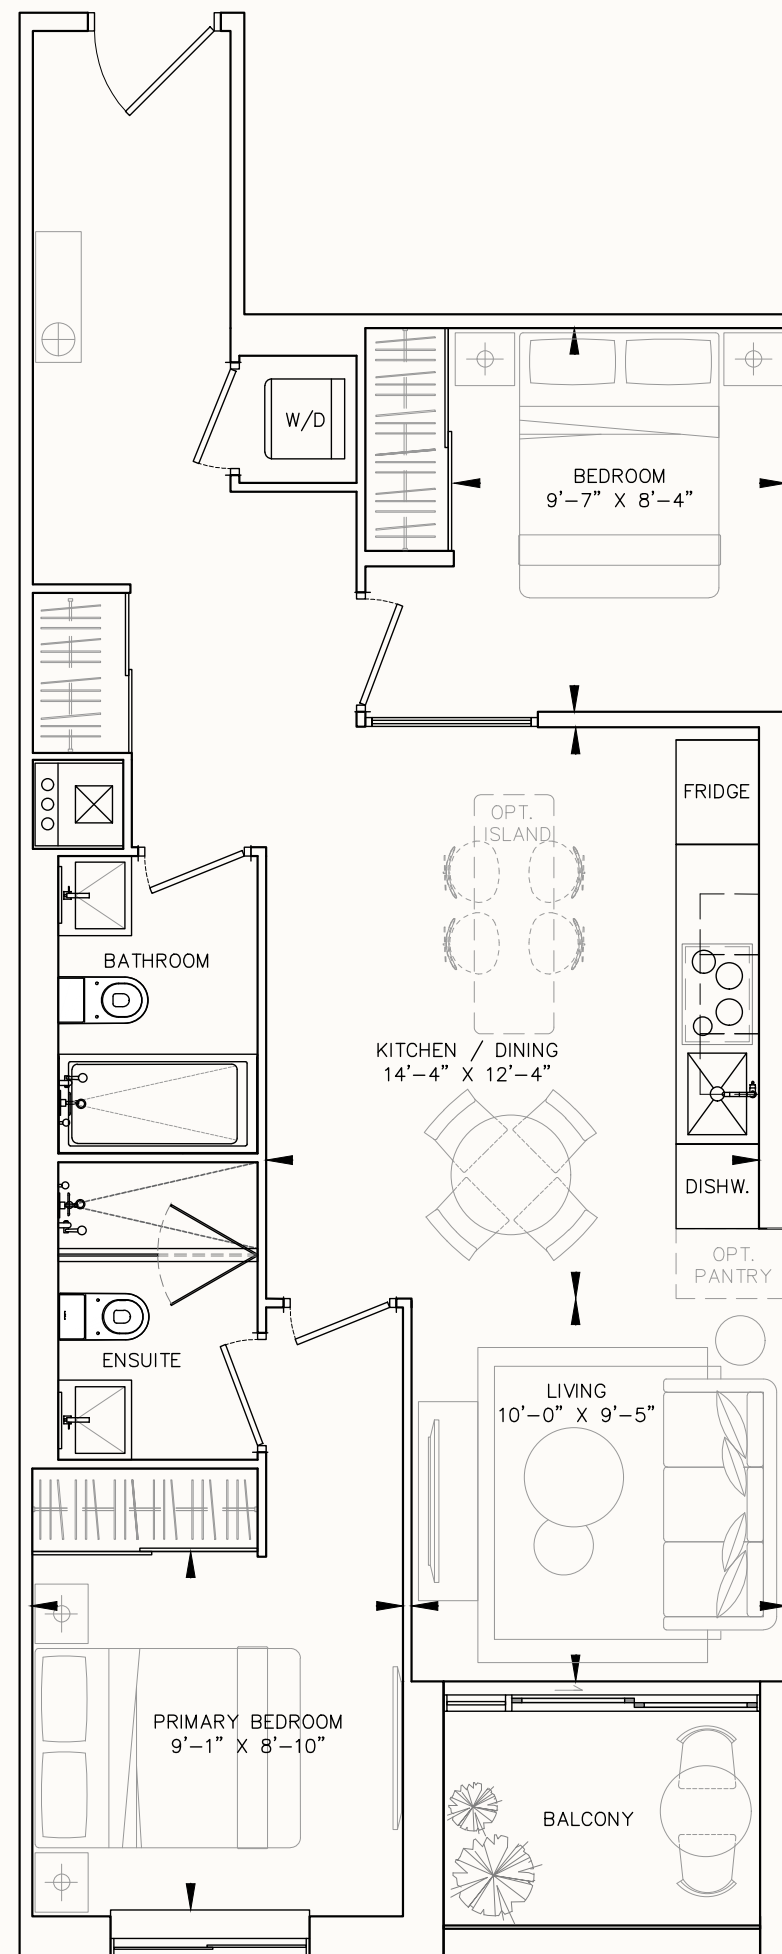 W/D
BEDROOM
9'-7" X 8'-4"
FRIDGE
OPT.
ISLAND
BATHROOM
KITCHEN / DINING
14'-4" X 12'-4"
DISHW.
OPT.
PANTRY
ENSUITE
LIVING
10'-0" X 9'-5"
PRIMARY BEDROOM
9'-1" X 8'-10"
BALCONY